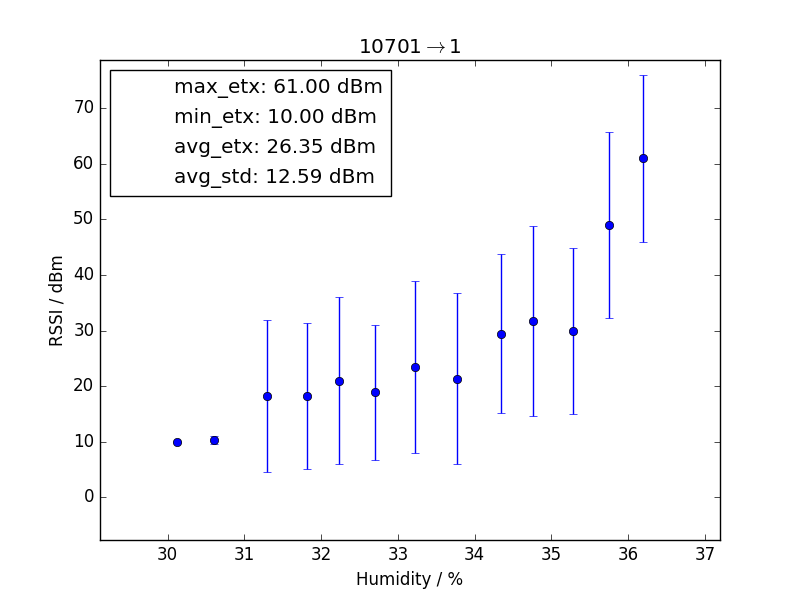 10701→1
max_etx: 61.00 dBm
min_etx: 10.00 dBm
avg_etx: 26.35 dBm
avg_std: 12.59 dBm
70
60
50
40
30
20
10
0
RSSI / dBm
30 31 32 33 34 35 36 37
Humidity / %